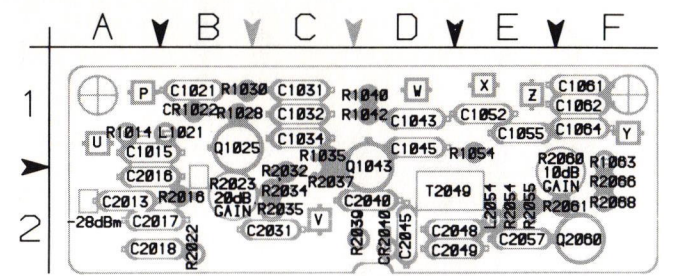 A B C D E F
1
P C1021 R1030 C1031 W X Z C1061
CR1022 R1028 C1032 R1040 R1042 C1043 C1052 C1062
U R1014 L1021 Q1025 C1034 C1055 C1064 Y
C1015 R1035 Q1043 C1045 R1054 R2060 R1063
C2016 R2032 R2037 10dB R2066
R2016 R2023 R2034 C2040 T2049 L2054 R2054 R2055 GAIN R2061 R2068
C2013 20dB R2035
2
-28dBm C2017 GAIN V R2039 CR2040 C2045 C2048
C2018 R2022 C2031 C2049 C2057 Q2060